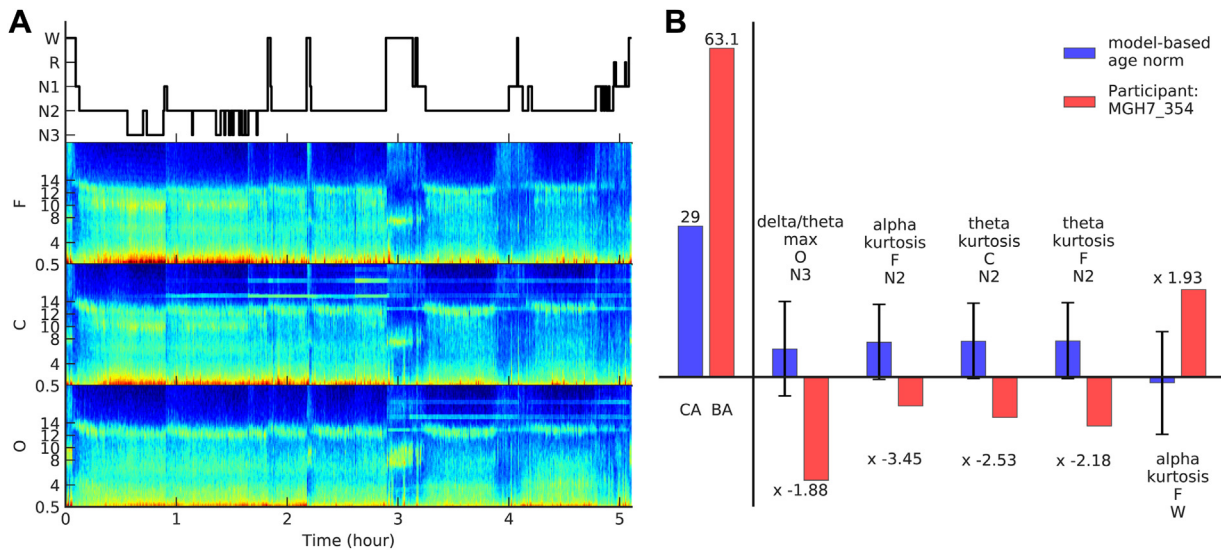 A
W
R
N1
N2
N3
F
14
12
10
8
4
0.5
C
14
12
10
8
4
0.5
O
14
12
10
8
4
0.5
0 1 2 3 4 5
Time (hour)
B
63.1
29
CA BA
model-based
age norm
Participant:
MGH7_354
delta/theta
max
O
N3
x -1.88
alpha
kurtosis
F
N2
x -3.45
theta
kurtosis
C
N2
x -2.53
theta
kurtosis
F
N2
x -2.18
x 1.93
alpha
kurtosis
F
W